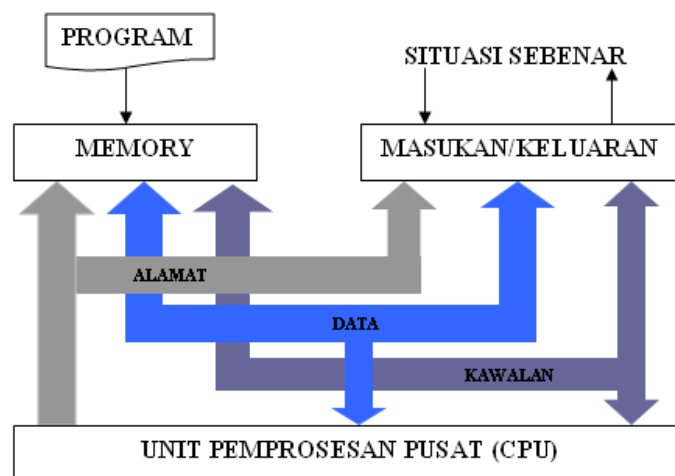 PROGRAM
SITUASI SEBENAR
MEMORY
MASUKAN/KELUARAN
ALAMAT
DATA
KAWALAN
UNIT PEMPROSESAN PUSAT (CPU)